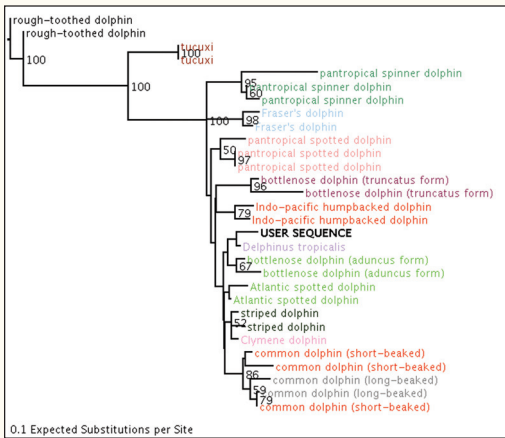 rough-toothed dolphin
rough-toothed dolphin
100
tucuxi
100
tucuxi
100
pantropical spinner dolphin
95
pantropical spinner dolphin
60
pantropical spinner dolphin
Fraser's dolphin
100
98
Fraser's dolphin
pantropical spotted dolphin
50
pantropical spotted dolphin
97
pantropical spotted dolphin
bottlenose dolphin (truncatus form)
96
bottlenose dolphin (truncatus form)
Indo-pacific humpbacked dolphin
79
Indo-pacific humpbacked dolphin
USER SEQUENCE
Delphinus tropicalis
bottlenose dolphin (aduncus form)
67
bottlenose dolphin (aduncus form)
Atlantic spotted dolphin
Atlantic spotted dolphin
striped dolphin
52
striped dolphin
Clymene dolphin
common dolphin (short-beaked)
common dolphin (short-beaked)
86
common dolphin (long-beaked)
59
common dolphin (long-beaked)
79
common dolphin (short-beaked)
0.1 Expected Substitutions per Site